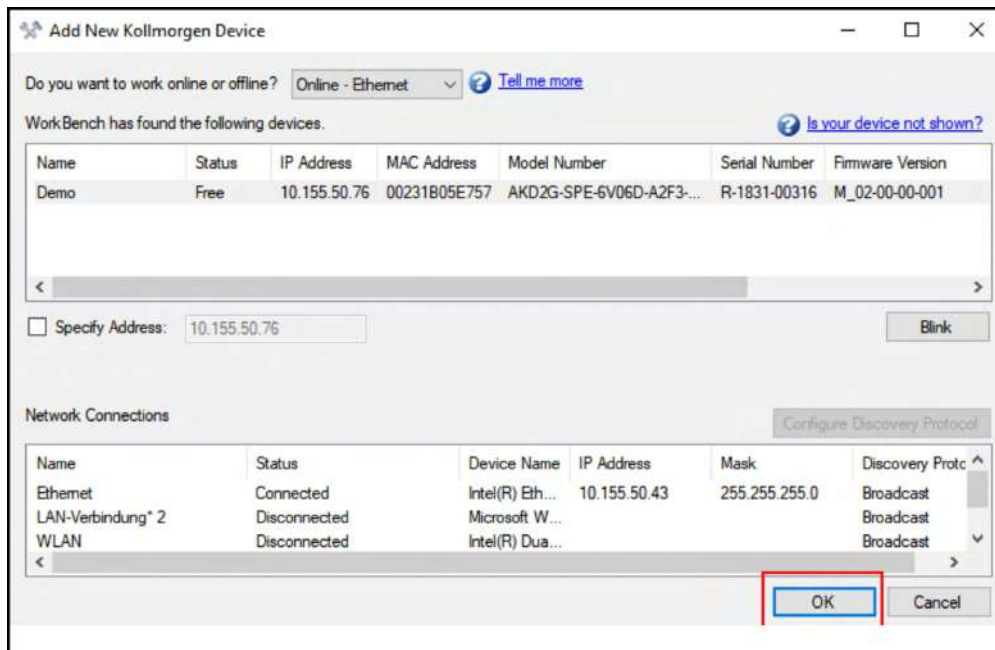 Add New Kollmorgen Device
Do you want to work online or offline? Online - Ethernet Tell me more
WorkBench has found the following devices. Is your device not shown?
Name Status IP Address MAC Address Model Number Serial Number Firmware Version
Demo Free 10.155.50.76 00231B05E757 AKD2G-SPE-6V06D-A2F3-... R-1831-00316 M_02-00-00-001
Specify Address: 10.155.50.76 Blink
Network Connections Configure Discovery Protocol
Name Status Device Name IP Address Mask Discovery Protc
Ethernet Connected Intel(R) Eth... 10.155.50.43 255.255.255.0 Broadcast
LAN-Verbindung* 2 Disconnected Microsoft W... Broadcast
WLAN Disconnected Intel(R) Dua... Broadcast
OK Cancel